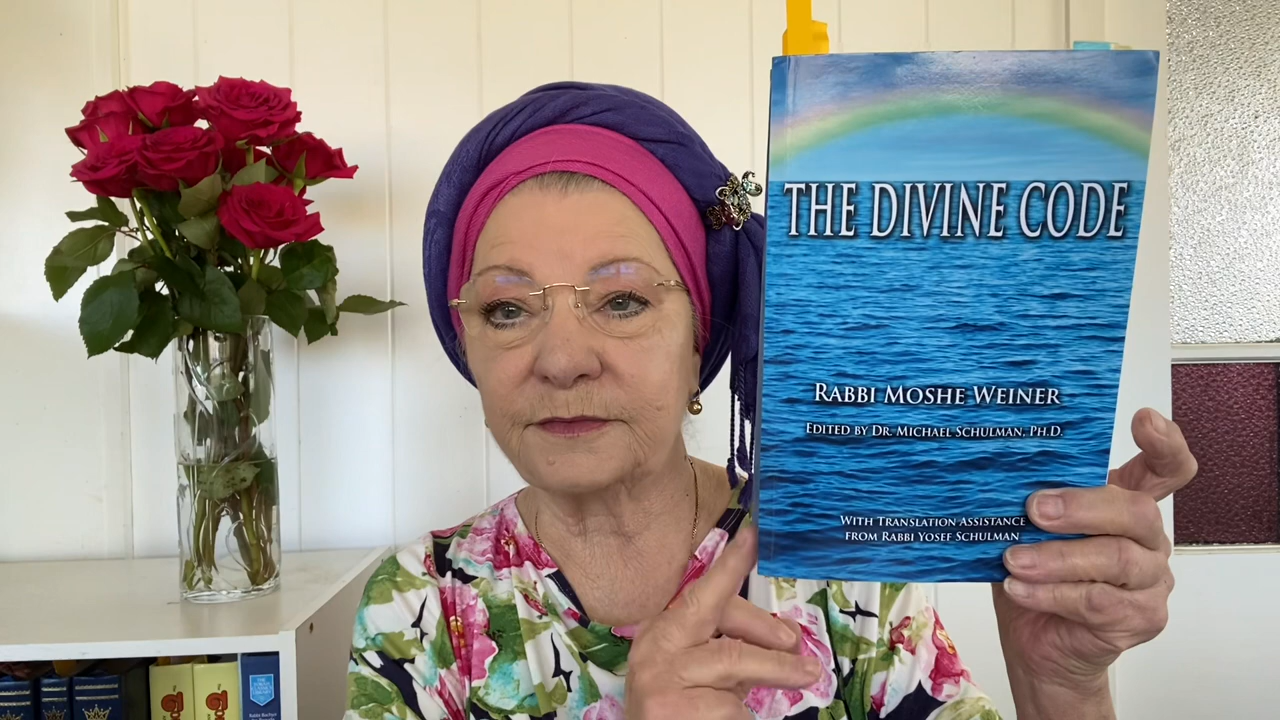 THE DIVINE CODE
RABBI MOSHE WEINER
EDITED BY DR. MICHAEL SCHULMAN, PH.D.
WITH TRANSLATION ASSISTANCE
FROM RABBI YOSEF SCHULMAN